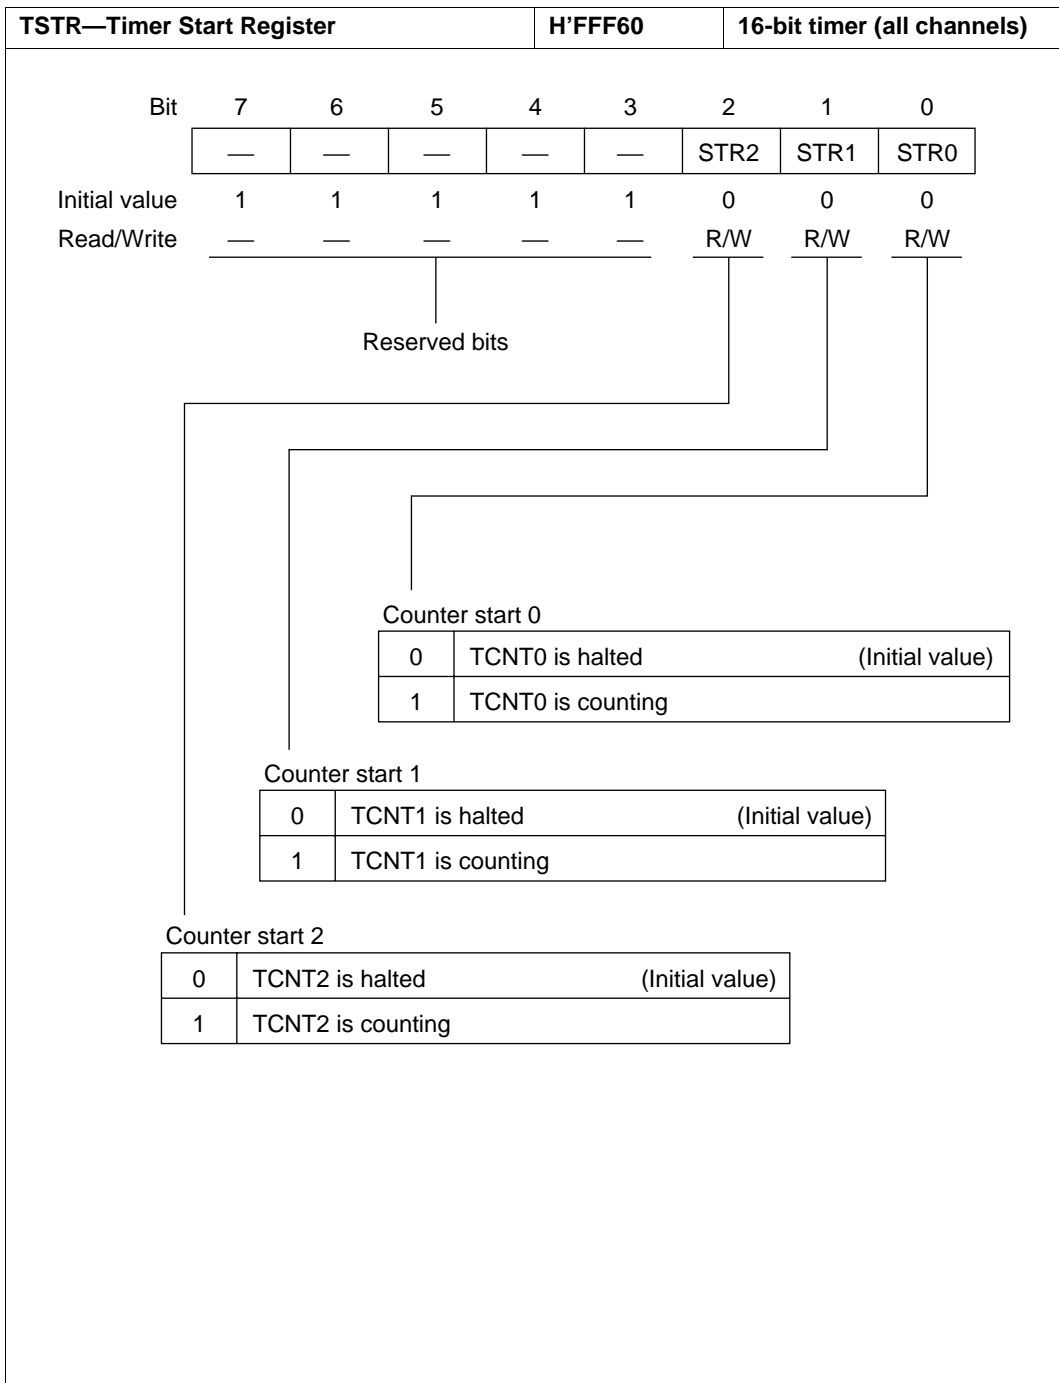 TSTR—Timer Start Register H'FFF60 16-bit timer (all channels)
Bit 7 6 5 4 3 2 1 0
— — — — — STR2 STR1 STR0
Initial value 1 1 1 1 1 0 0 0
Read/Write — — — — — R/W R/W R/W
Reserved bits
Counter start 0
0 TCNT0 is halted (Initial value)
1 TCNT0 is counting
Counter start 1
0 TCNT1 is halted (Initial value)
1 TCNT1 is counting
Counter start 2
0 TCNT2 is halted (Initial value)
1 TCNT2 is counting